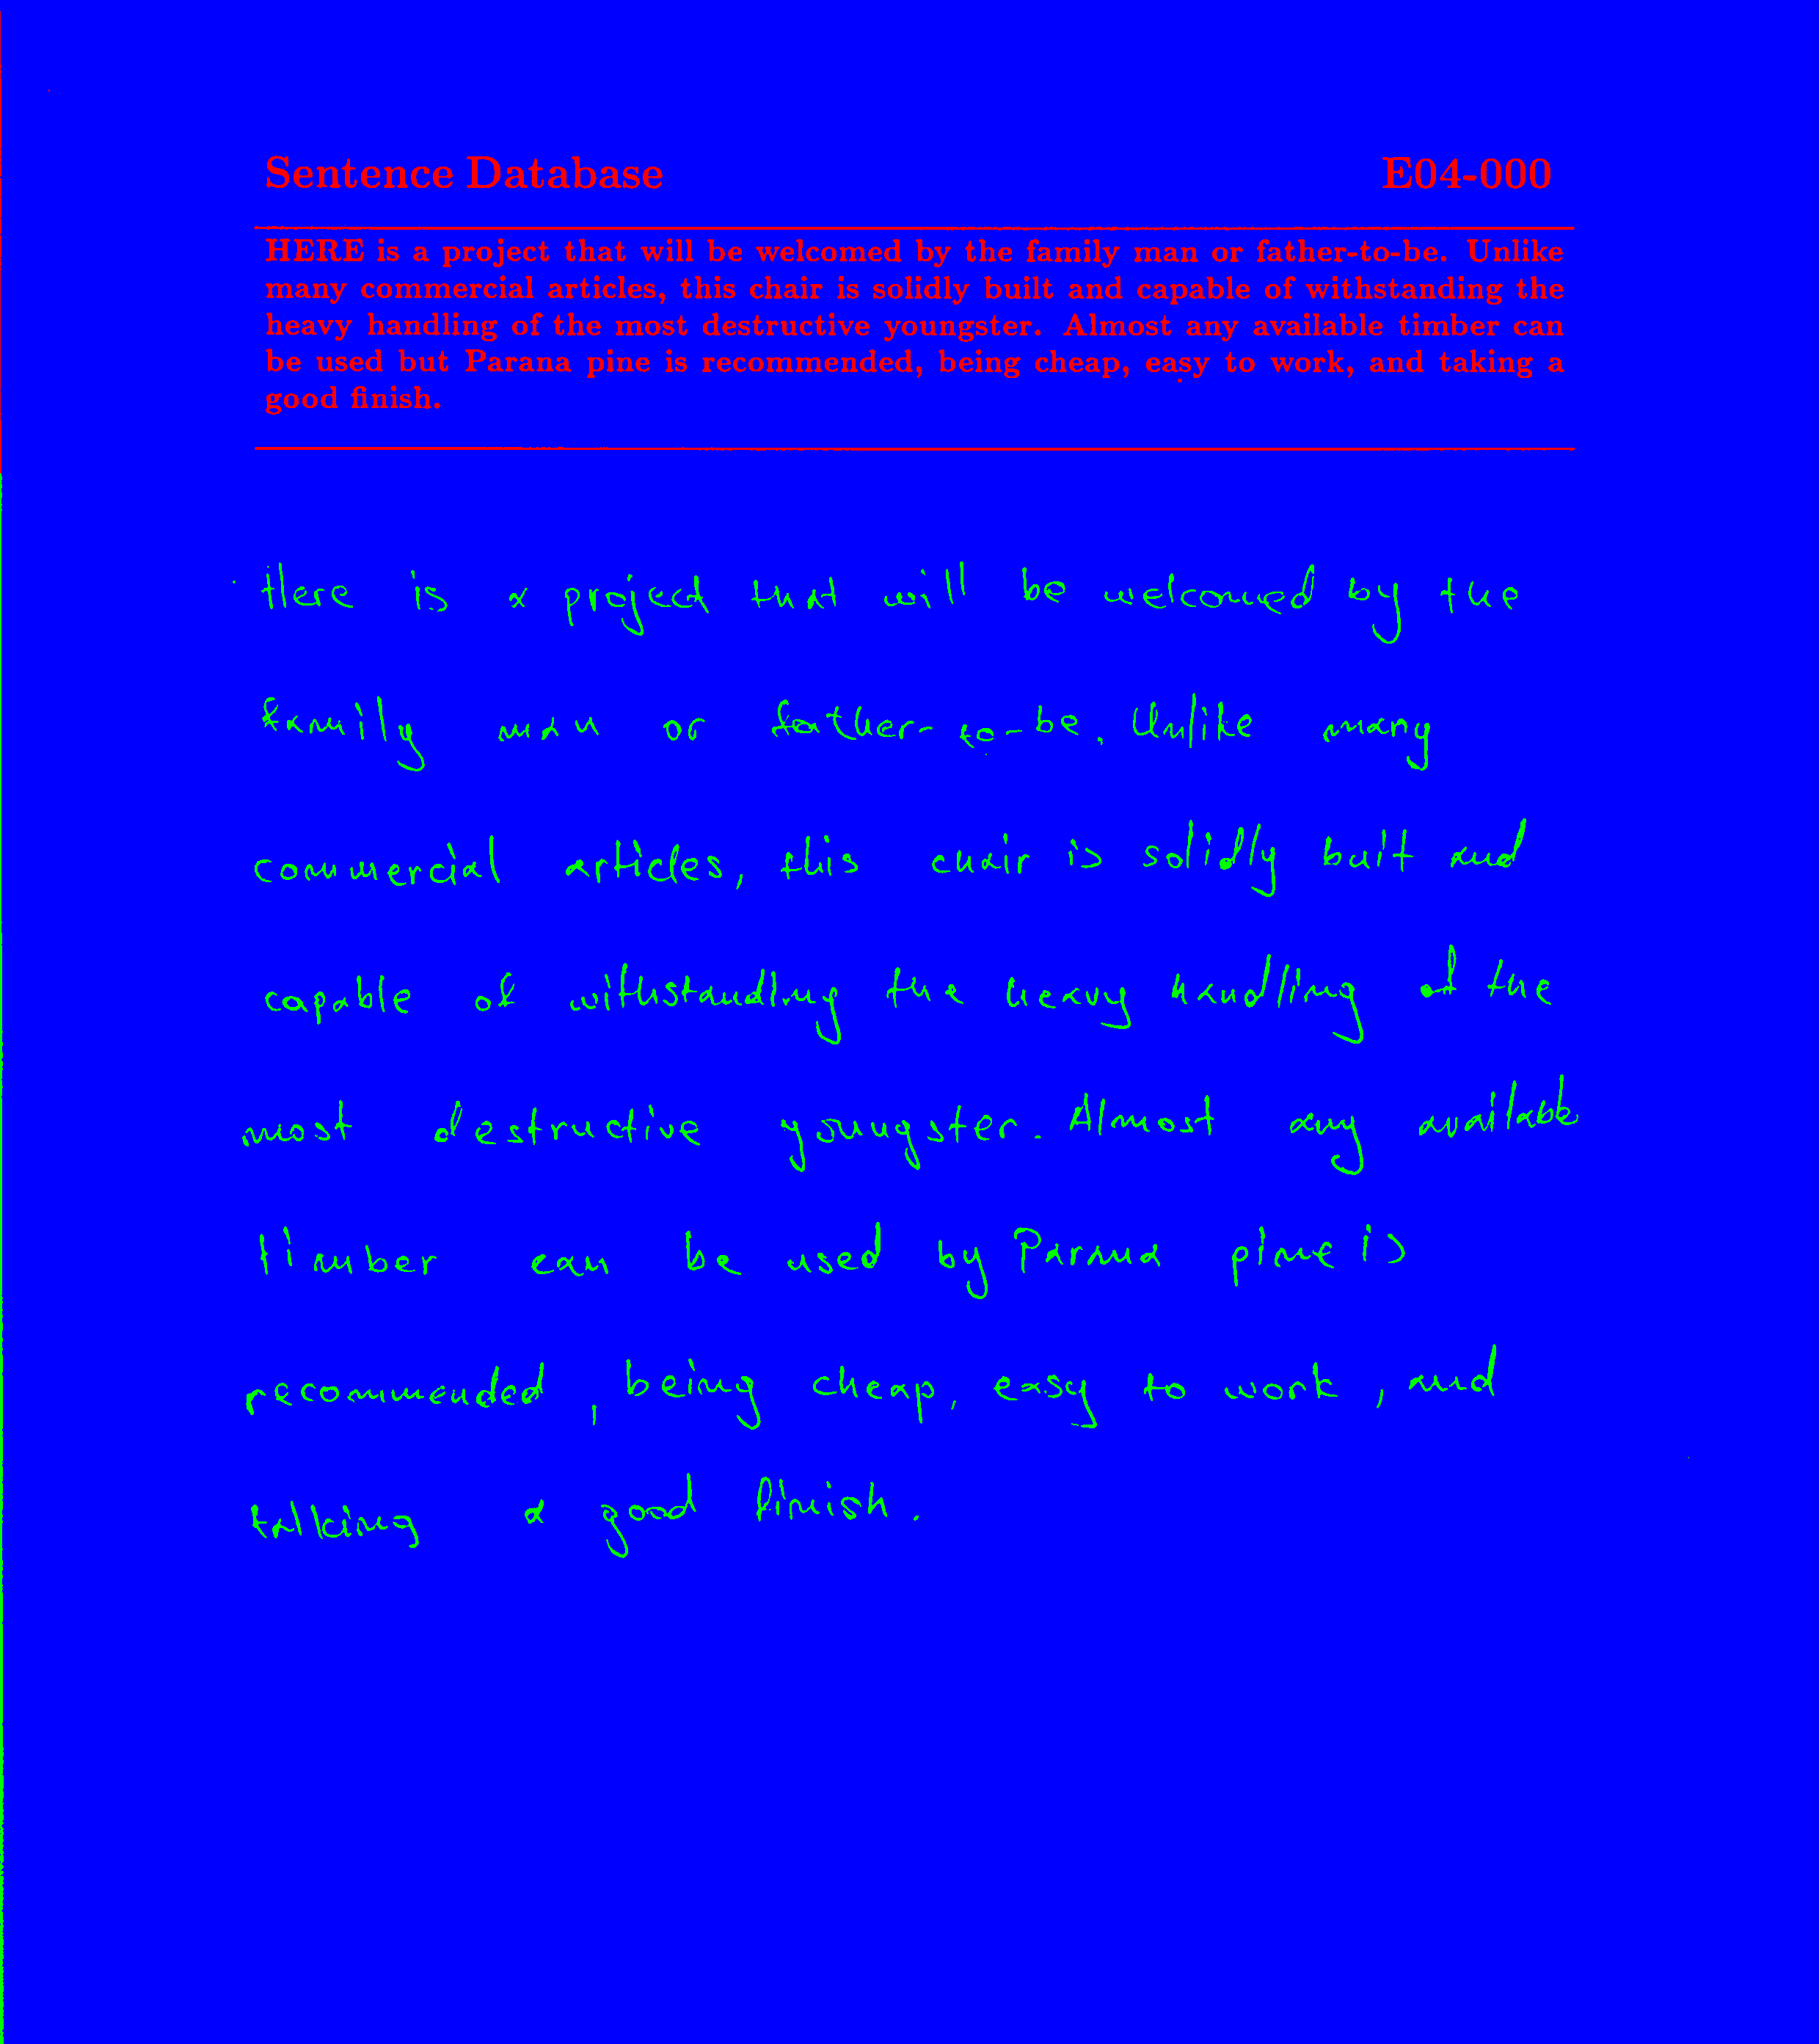 Sentence Database E04-000
HERE is a project that will be welcomed by the family man or father-to-be. Unlike
many commercial articles, this chair is solidly built and capable of withstanding the
heavy handling of the most destructive youngster. Almost any available timber can
be used but Parana pine is recommended, being cheap, easy to work, and taking a
good finish.
Here is a project that will be welcomed by the
family man or father-to-be. Unlike many
commercial articles, this chair is solidly built and
capable of withstanding the heavy handling of the
most destructive youngster. Almost any available
timber can be used by Parana pine is
recommended, being cheap, easy to work, and
talking a good finish.